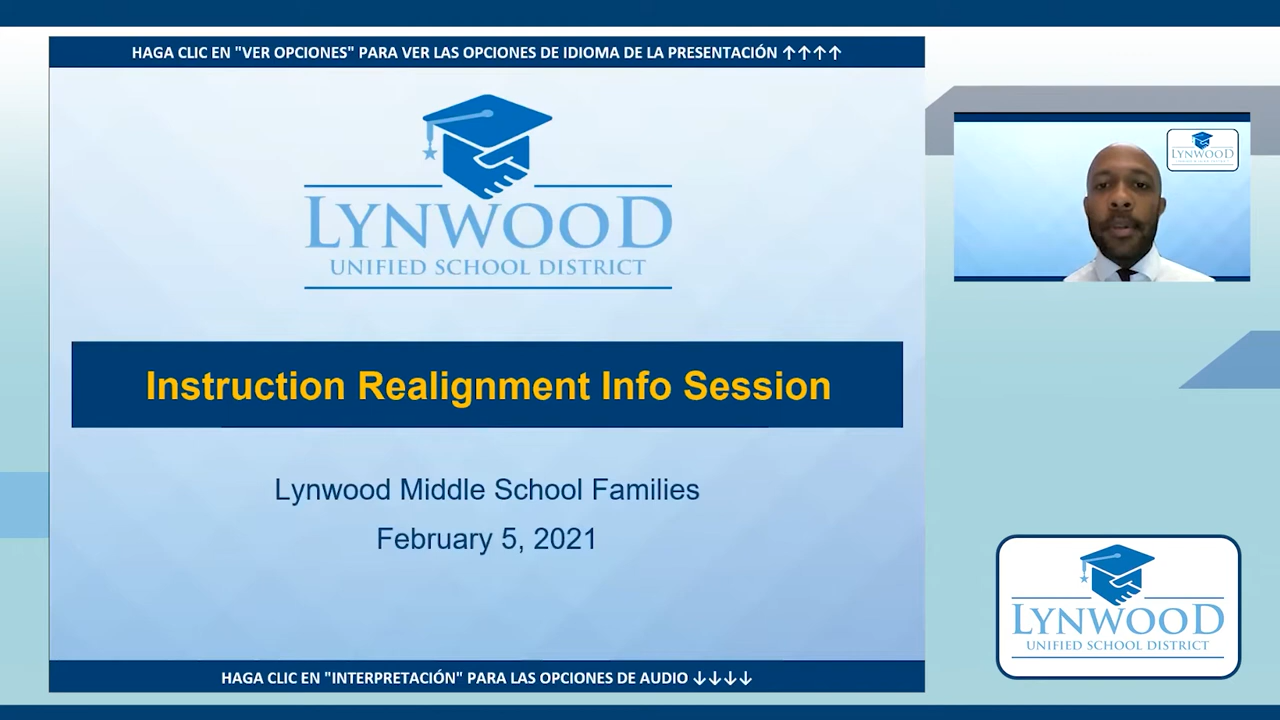 HAGA CLIC EN "VER OPCIONES" PARA VER LAS OPCIONES DE IDIOMA DE LA PRESENTACIÓN ↑↑↑↑
LYNWOOD
UNIFIED SCHOOL DISTRICT
Instruction Realignment Info Session
Lynwood Middle School Families
February 5, 2021
HAGA CLIC EN "INTERPRETACIÓN" PARA LAS OPCIONES DE AUDIO ↓↓↓↓
LYNWOOD
LYNWOOD
UNIFIED SCHOOL DISTRICT